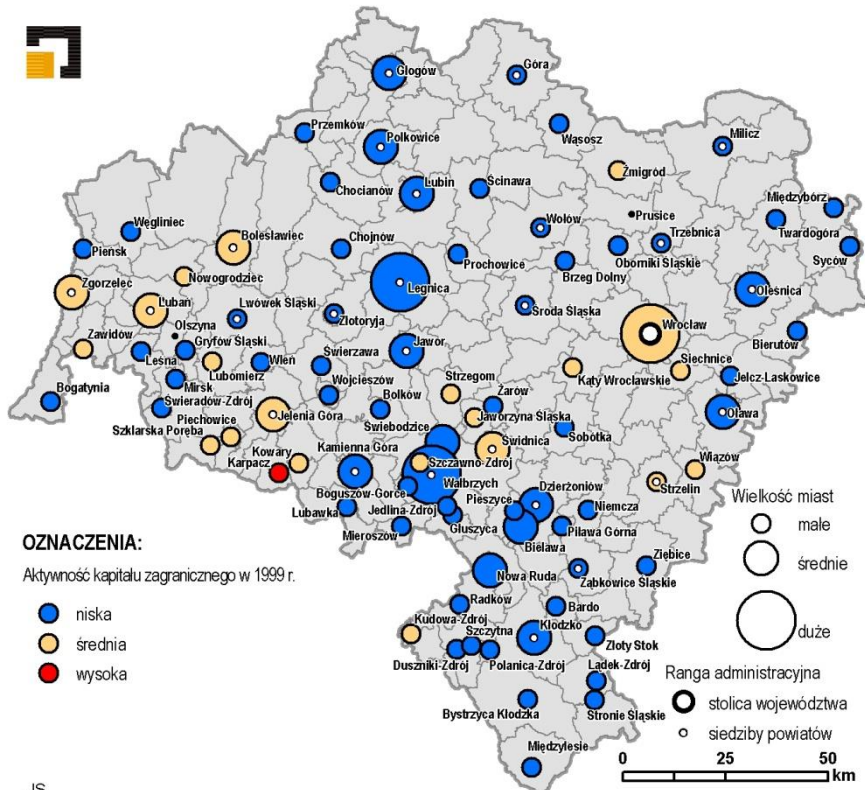 Głogów
Góra
Przemków
Polkowice
Wąsosz
Milicz
Żmigród
Chocianów
Lubin
Ścinawa
Międzybórz
Węgliniec
Bolesławiec
Wołów
Prusice
Twardogóra
Pieńsk
Chojnów
Prochowice
Trzebnica
Oborniki Śląskie
Syców
Nowogrodziec
Brzeg Dolny
Zgorzelec
Legnica
Oleśnica
Lubań
Lwówek Śląski
Złotoryja
Środa Śląska
Wrocław
Zawidów
Olszyna
Gryfów Śląski
Jawor
Bierutów
Leśna
Lubomierz
Wleń
Świerzawa
Siechnice
Kąty Wrocławskie
Jelcz-Laskowice
Bogatynia
Mirsk
Wojcieszów
Strzegom
Żarów
Świeradów-Zdrój
Bolków
Jaworzyna Śląska
Oława
Piechowice
Jelenia Góra
Świebodzice
Sobótka
Szklarska Poręba
Kamienna Góra
Świdnica
Kowary
Karpacz
Szczawno-Zdrój
Wiązów
Wałbrzych
Strzelin
Boguszów-Gorce
Pieszyce
Dzierżoniów
Niemcza
Lubawka
Jedlina-Zdrój
Mieroszów
Głuszyca
Piława Górna
Bielawa
Ziębice
Nowa Ruda
Ząbkowice Śląskie
Radków
Bardo
Kudowa-Zdrój
Szczytna
Kłodzko
Złoty Stok
Duszniki-Zdrój
Polanica-Zdrój
Lądek-Zdrój
Bystrzyca Kłodzka
Stronie Śląskie
Międzylesie
OZNACZENIA:
Aktywność kapitału zagranicznego w 1999 r.
niska
średnia
wysoka
Wielkość miast
małe
średnie
duże
Ranga administracyjna
stolica województwa
siedziby powiatów
0 25 50
km
JS